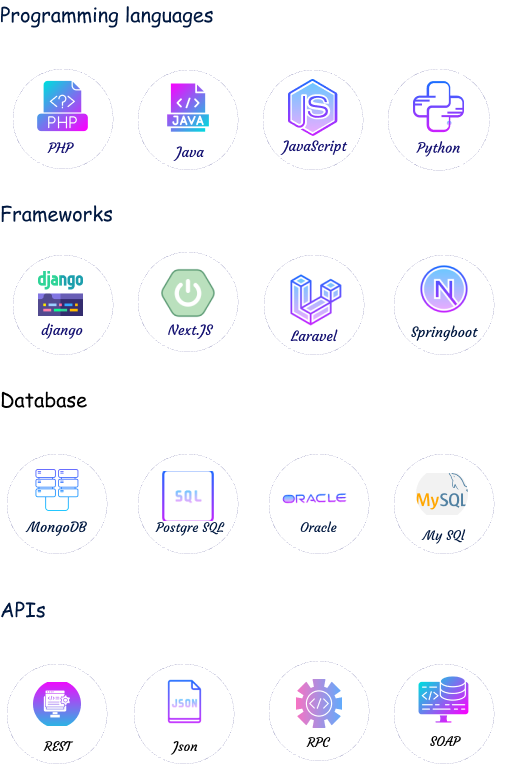 Programming languages
<?>
PHP
</>
JAVA
JS
PHP
Java
JavaScript
Python
Frameworks
django
N
django
Next.JS
Laravel
Springboot
Database
SQL
ORACLE
MySQL
MongoDB
Postgre SQL
Oracle
My SQl
APIs
</>
JSON
</>
</>
REST
Json
RPC
SOAP